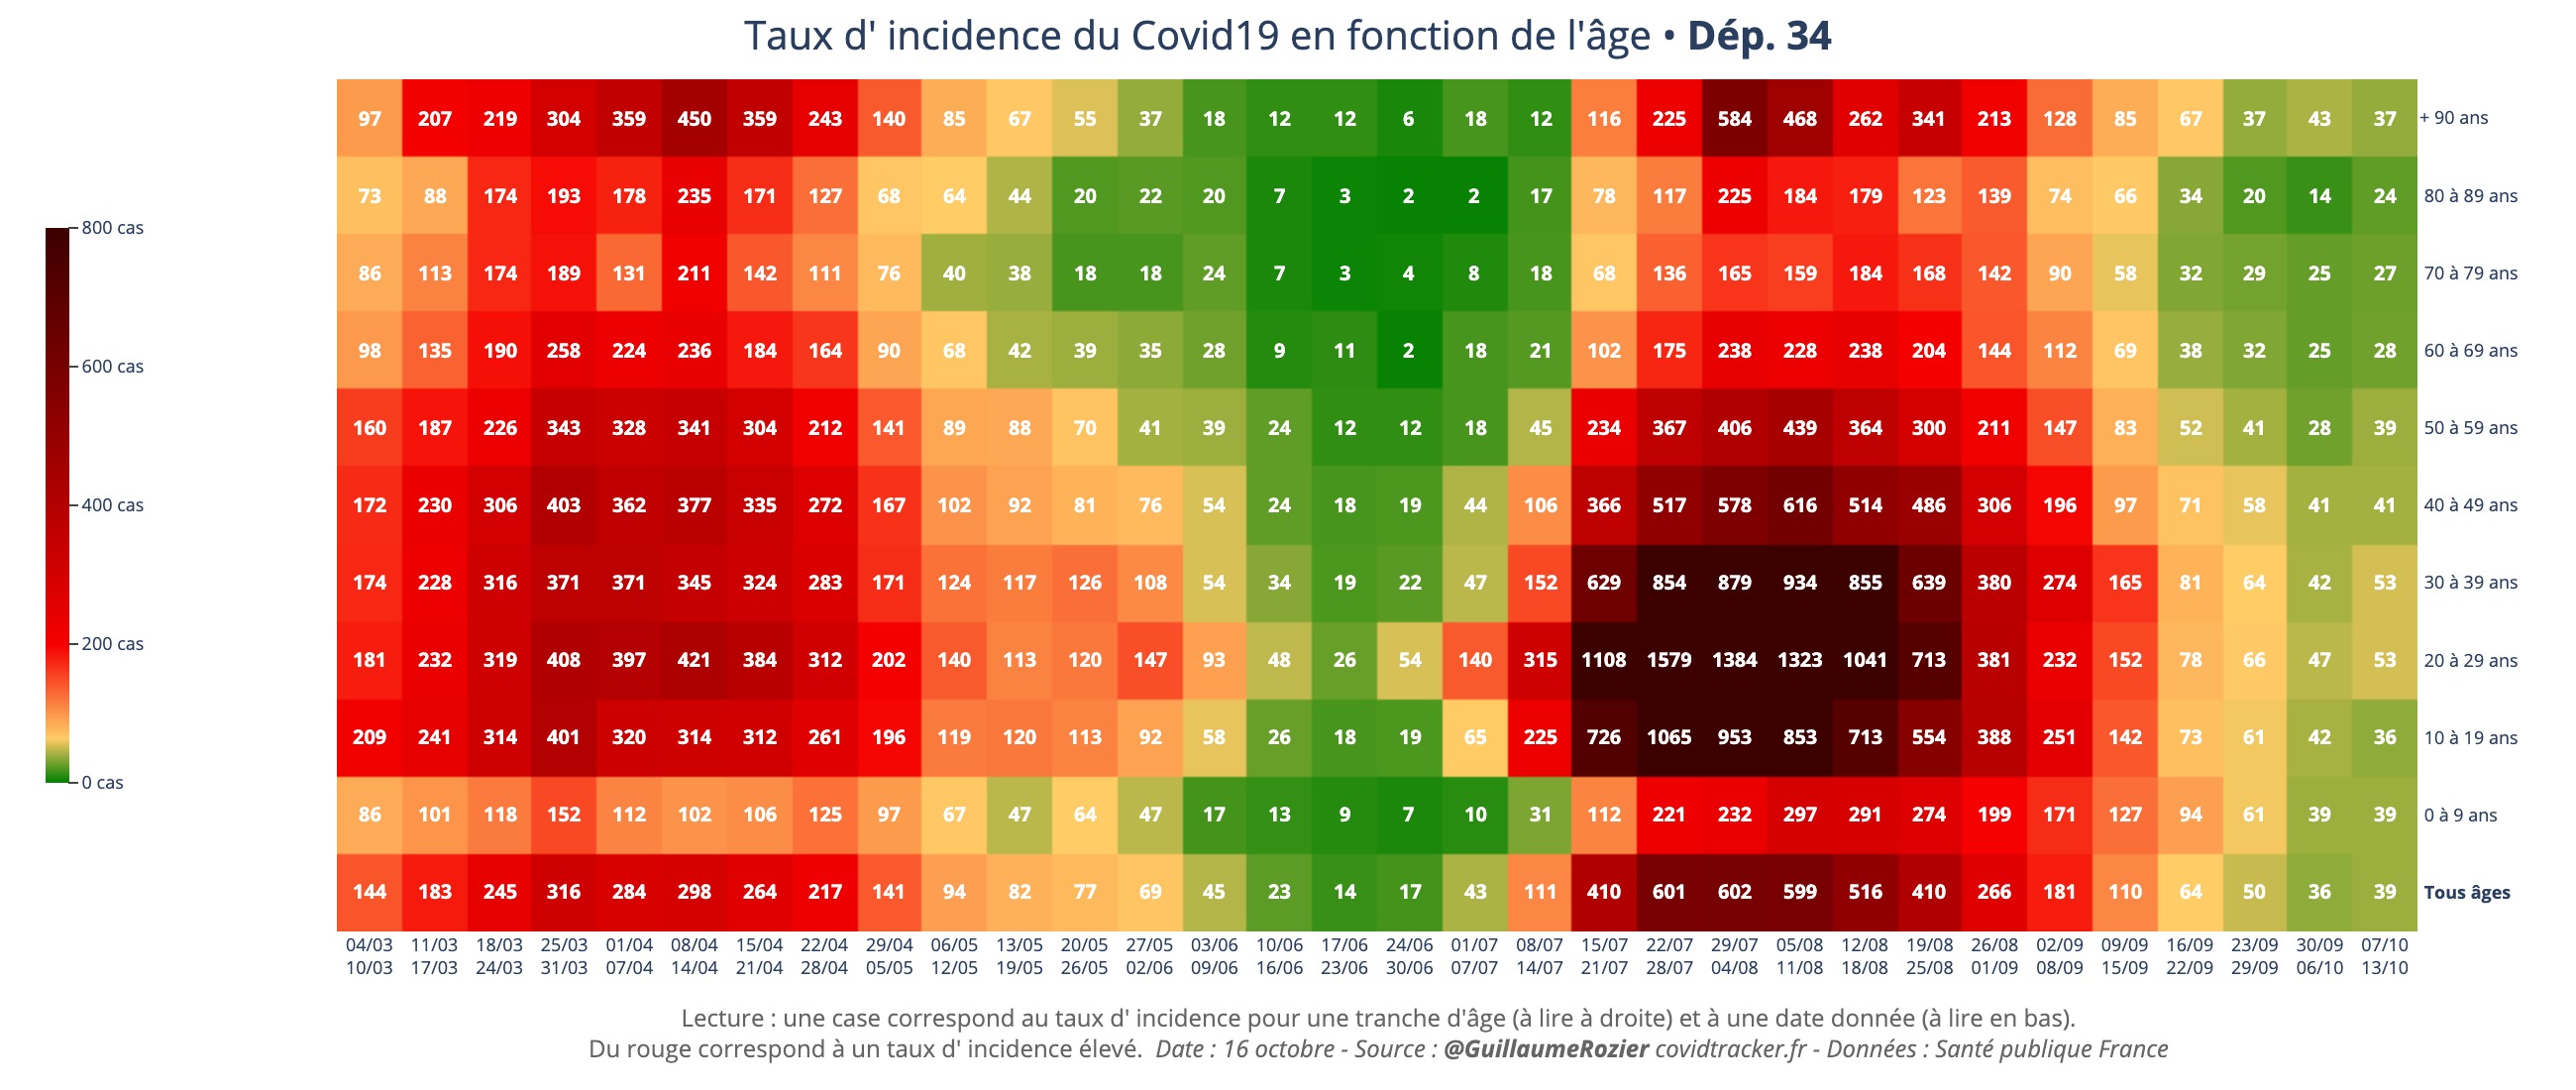 Taux d' incidence du Covid19 en fonction de l'âge • Dép. 34
800 cas
600 cas
400 cas
200 cas
0 cas
97 207 219 304 359 450 359 243 140 85 67 55 37 18 12 12 6 18 12 116 225 584 468 262 341 213 128 85 67 37 43 37 + 90 ans
73 88 174 193 178 235 171 127 68 64 44 20 22 20 7 3 2 2 17 78 117 225 184 179 123 139 74 66 34 20 14 24 80 à 89 ans
86 113 174 189 131 211 142 111 76 40 38 18 18 24 7 3 4 8 18 68 136 165 159 184 168 142 90 58 32 29 25 27 70 à 79 ans
98 135 190 258 224 236 184 164 90 68 42 39 35 28 9 11 2 18 21 102 175 238 228 238 204 144 112 69 38 32 25 28 60 à 69 ans
160 187 226 343 328 341 304 212 141 89 88 70 41 39 24 12 12 18 45 234 367 406 439 364 300 211 147 83 52 41 28 39 50 à 59 ans
172 230 306 403 362 377 335 272 167 102 92 81 76 54 24 18 19 44 106 366 517 578 616 514 486 306 196 97 71 58 41 41 40 à 49 ans
174 228 316 371 371 345 324 283 171 124 117 126 108 54 34 19 22 47 152 629 854 879 934 855 639 380 274 165 81 64 42 53 30 à 39 ans
181 232 319 408 397 421 384 312 202 140 113 120 147 93 48 26 54 140 315 1108 1579 1384 1323 1041 713 381 232 152 78 66 47 53 20 à 29 ans
209 241 314 401 320 314 312 261 196 119 120 113 92 58 26 18 19 65 225 726 1065 953 853 713 554 388 251 142 73 61 42 36 10 à 19 ans
86 101 118 152 112 102 106 125 97 67 47 64 47 17 13 9 7 10 31 112 221 232 297 291 274 199 171 127 94 61 39 39 0 à 9 ans
144 183 245 316 284 298 264 217 141 94 82 77 69 45 23 14 17 43 111 410 601 602 599 516 410 266 181 110 64 50 36 39 Tous âges
04/03 11/03 18/03 25/03 01/04 08/04 15/04 22/04 29/04 06/05 13/05 20/05 27/05 03/06 10/06 17/06 24/06 01/07 08/07 15/07 22/07 29/07 05/08 12/08 19/08 26/08 02/09 09/09 16/09 23/09 30/09 07/10
10/03 17/03 24/03 31/03 07/04 14/04 21/04 28/04 05/05 12/05 19/05 26/05 02/06 09/06 16/06 23/06 30/06 07/07 14/07 21/07 28/07 04/08 11/08 18/08 25/08 01/09 08/09 15/09 22/09 29/09 06/10 13/10
Lecture : une case correspond au taux d' incidence pour une tranche d'âge (à lire à droite) et à une date donnée (à lire en bas).
Du rouge correspond à un taux d' incidence élevé. Date : 16 octobre - Source : @GuillaumeRozier covidtracker.fr - Données : Santé publique France